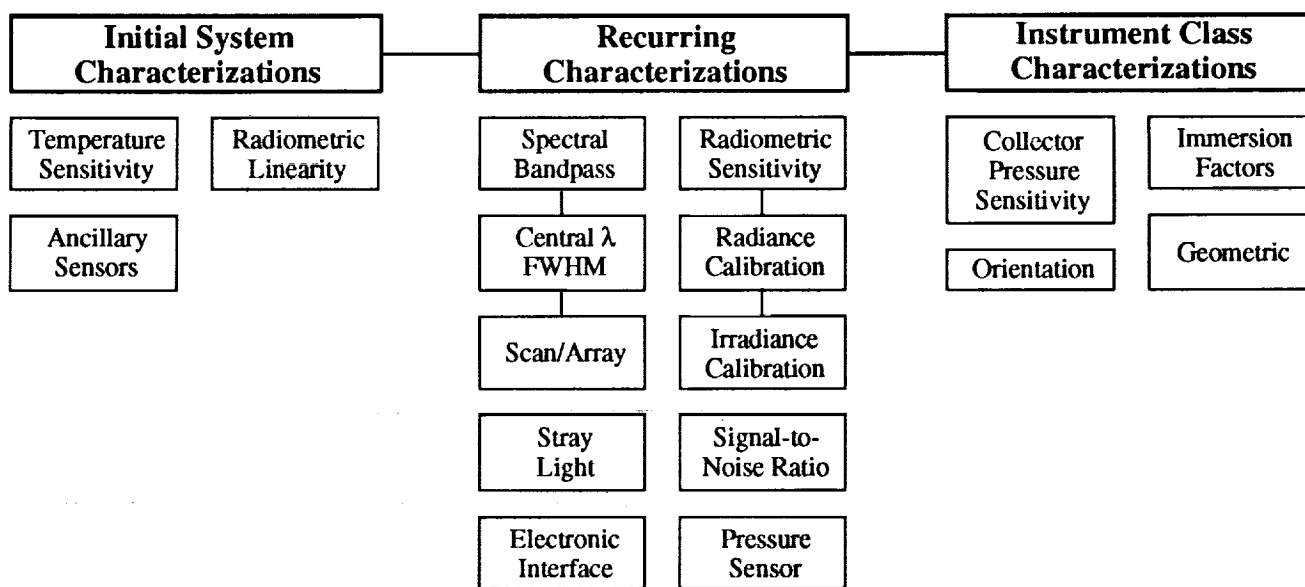 Initial System
Characterizations
Recurring
Characterizations
Instrument Class
Characterizations
Temperature
Sensitivity
Radiometric
Linearity
Ancillary
Sensors
Spectral
Bandpass
Radiometric
Sensitivity
Central λ
FWHM
Radiance
Calibration
Scan/Array
Irradiance
Calibration
Stray
Light
Signal-to-
Noise Ratio
Electronic
Interface
Pressure
Sensor
Collector
Pressure
Sensitivity
Immersion
Factors
Orientation
Geometric